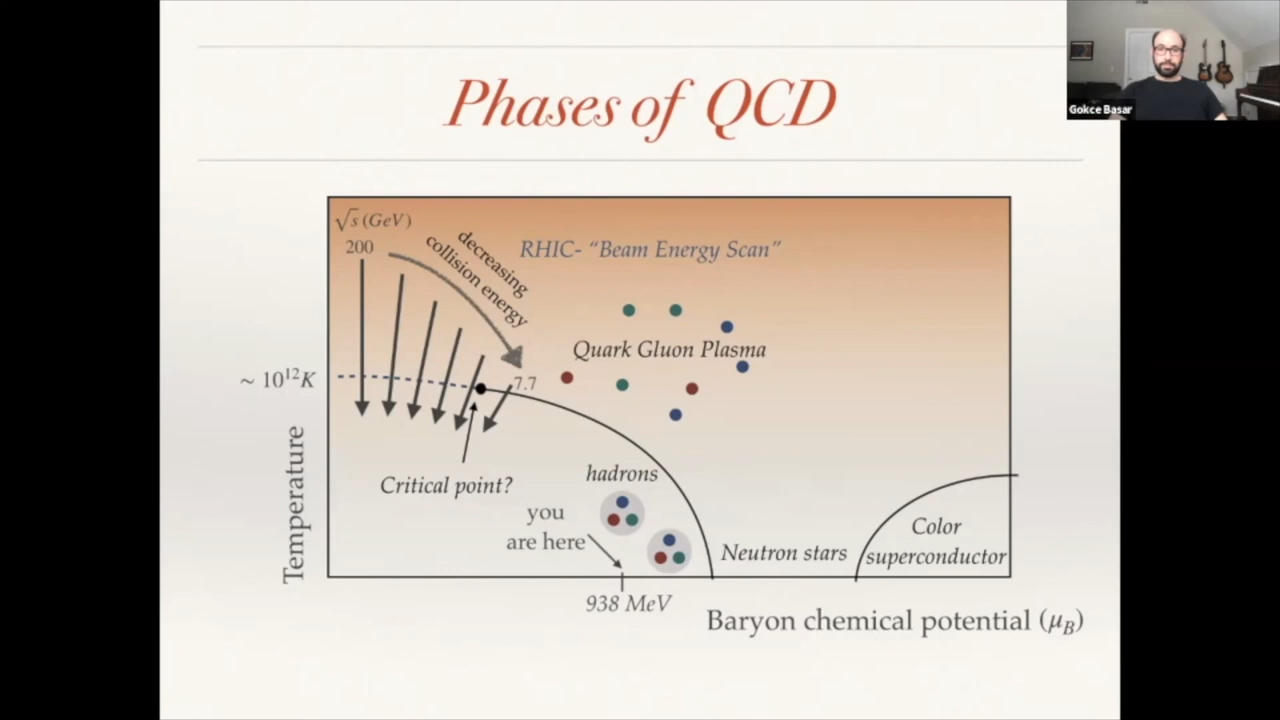 Phases of QCD
Gokce Basar
√s (GeV)
200
decreasing
collision energy
RHIC- “Beam Energy Scan”
Quark Gluon Plasma
~ 10¹²K
7.7
Temperature
Critical point?
hadrons
you
are here
Neutron stars
Color
superconductor
938 MeV
Baryon chemical potential (μ_B)